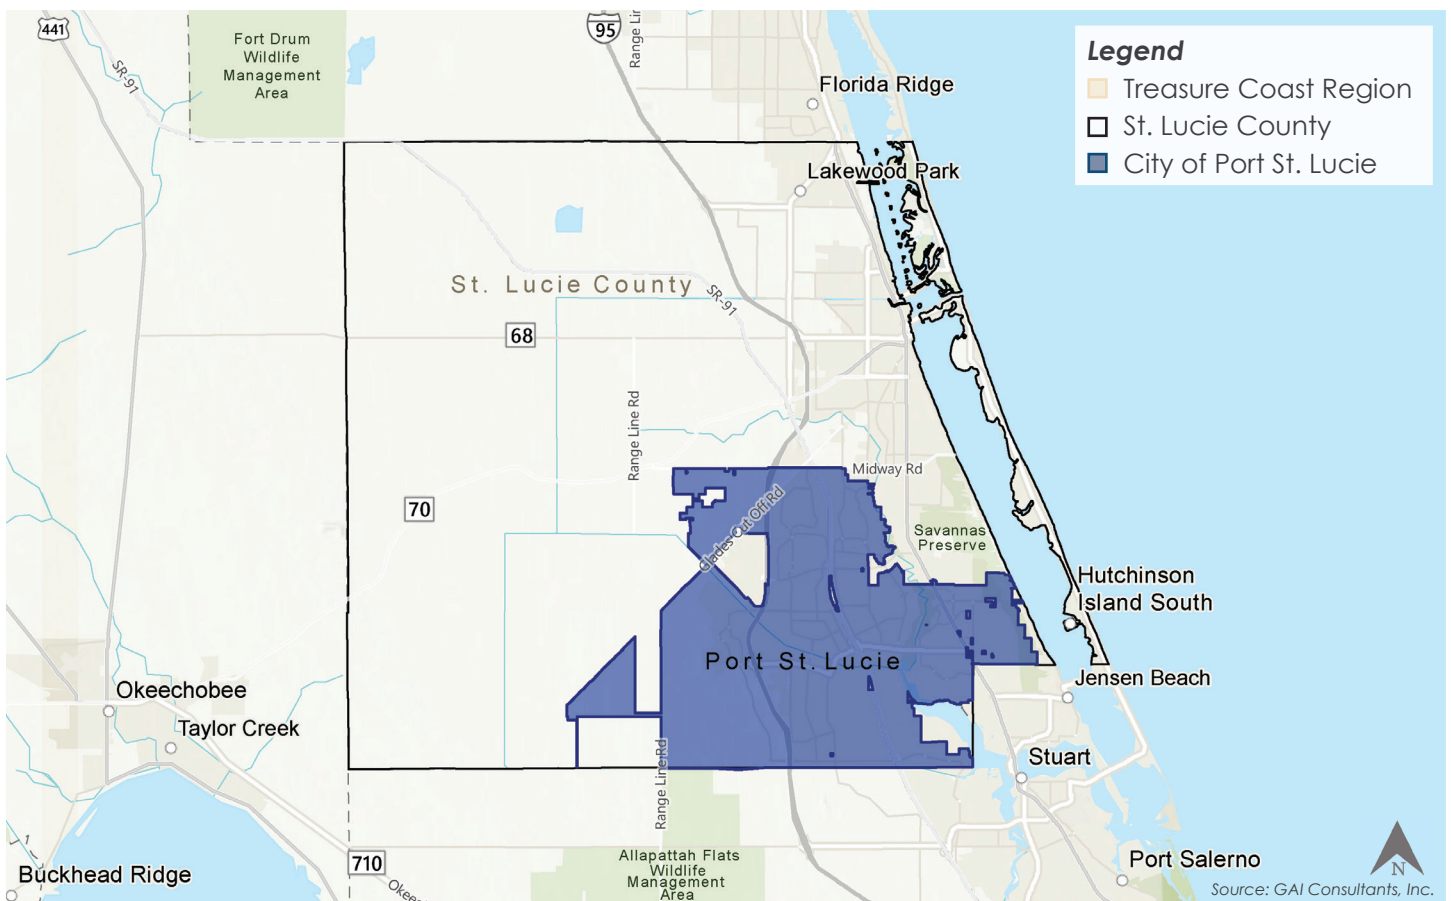 441
SR-91
Fort Drum
Wildlife
Management
Area
95
Range Lir
Florida Ridge
Legend
Treasure Coast Region
St. Lucie County
City of Port St. Lucie
Lakewood Park
St. Lucie County
SR-91
68
Range Line Rd
70
Midway Rd
Glades Cut Off Rd
Savannas
Preserve
Hutchinson
Island South
Port St. Lucie
Jensen Beach
Okeechobee
Taylor Creek
Stuart
Range Line Rd
710
Allapattah Flats
Wildlife
Management
Area
Port Salerno
1
Buckhead Ridge
Okee
N
Source: GAI Consultants, Inc.